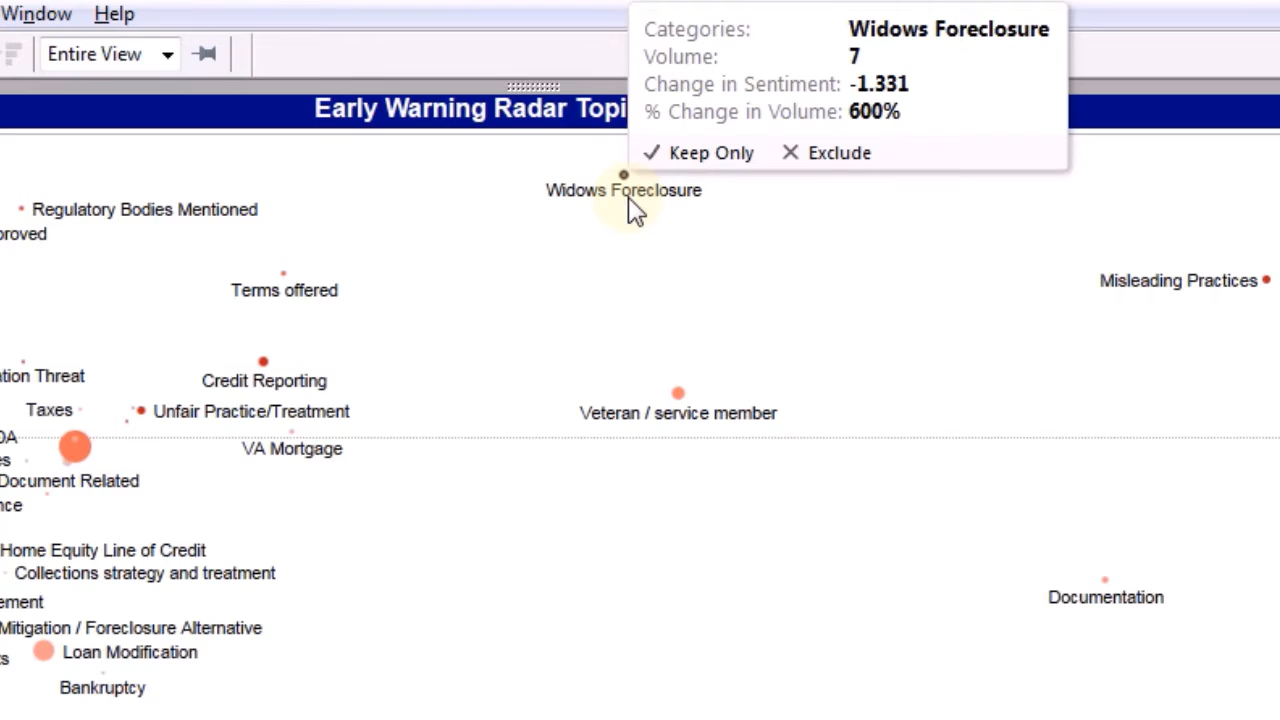 Window Help
Entire View
Categories: Widows Foreclosure
Volume: 7
Change in Sentiment: -1.331
% Change in Volume: 600%
Keep Only Exclude
Early Warning Radar Topi
Widows Foreclosure
Regulatory Bodies Mentioned
proved
Misleading Practices
Terms offered
tion Threat
Credit Reporting
Taxes
Unfair Practice/Treatment
Veteran / service member
VA Mortgage
Document Related
nce
Home Equity Line of Credit
Collections strategy and treatment
Documentation
ement
Mitigation / Foreclosure Alternative
Loan Modification
Bankruptcy